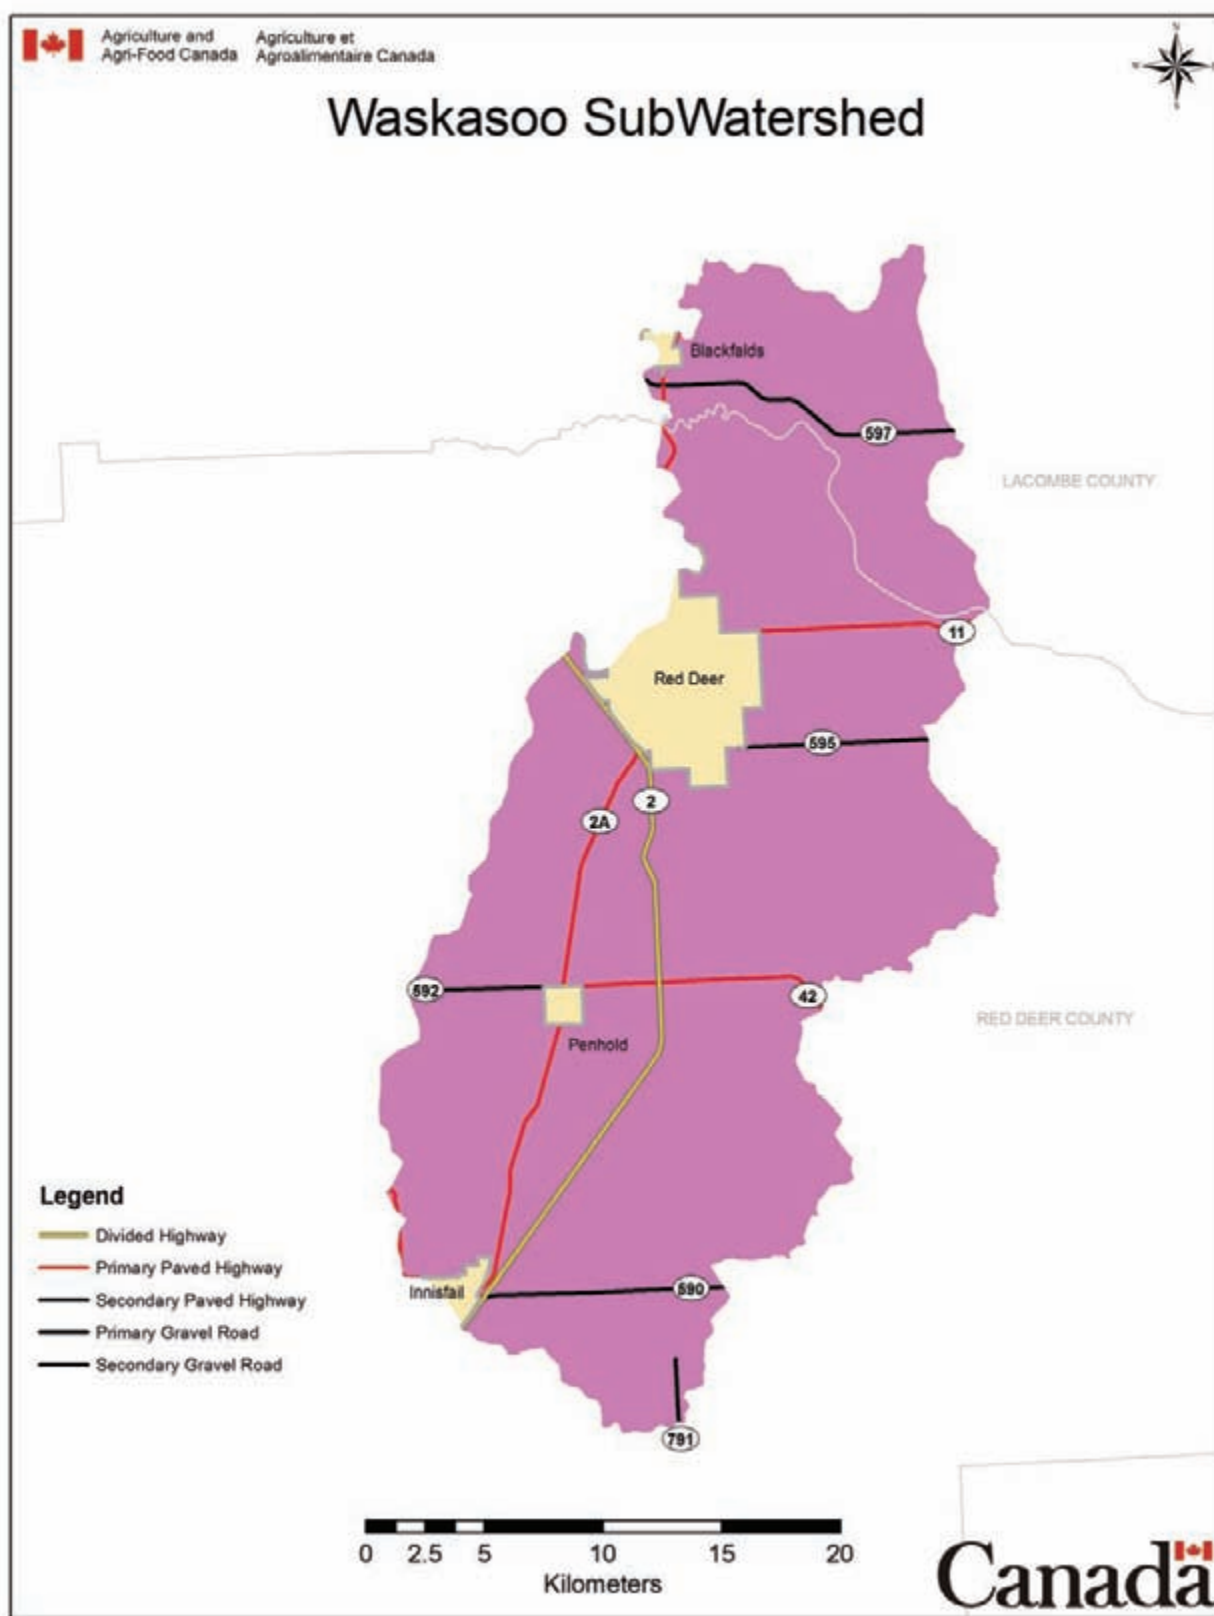 Agriculture and
Agri-Food Canada
Agriculture et
Agroalimentaire Canada
Waskasoo SubWatershed
Blackfalds
597
LACOMBE COUNTY
11
Red Deer
595
2
2A
592
42
RED DEER COUNTY
Penhold
Legend
Divided Highway
Primary Paved Highway
Secondary Paved Highway
Primary Gravel Road
Secondary Gravel Road
Innisfail
590
791
0 2.5 5 10 15 20
Kilometers
Canada